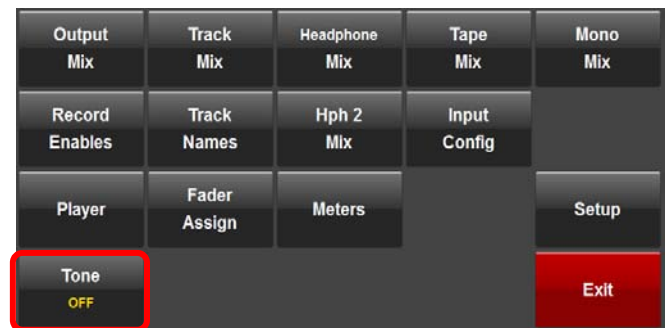 Output Track Headphone Tape Mono
Mix Mix Mix Mix Mix
Record Track Hph 2 Input
Enables Names Mix Config
Player Fader Meters Setup
Assign
Tone Exit
OFF